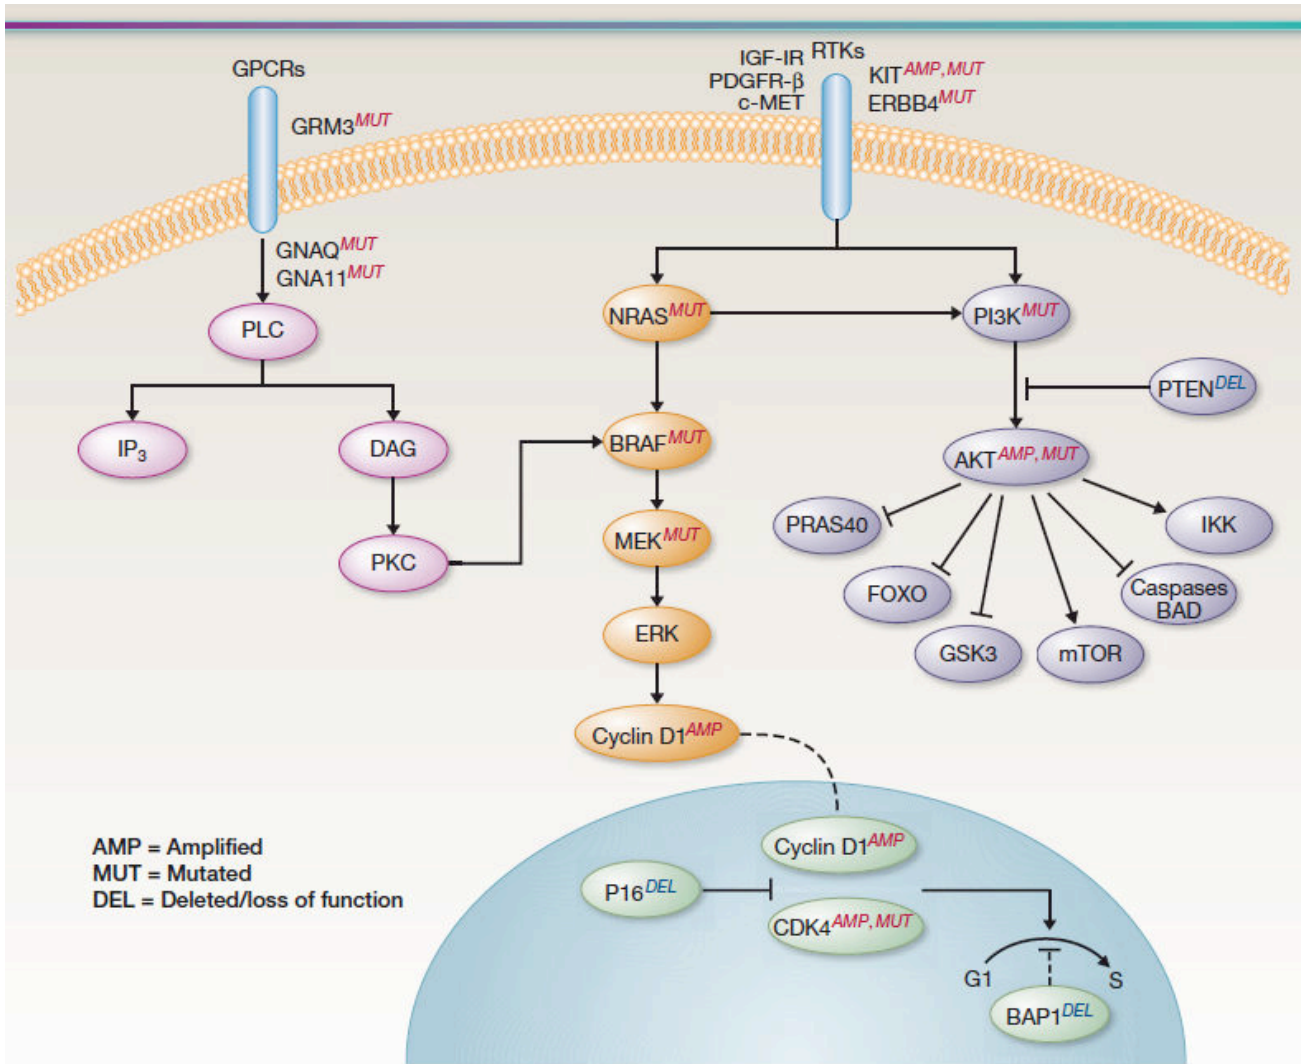 GPCRs
GRM3MUT
GNAQMUT
GNA11MUT
PLC
IP3
DAG
PKC
IGF-IR
PDGFR-β
c-MET
RTKs
KITAMP, MUT
ERBB4MUT
NRASMUT
PI3KMUT
PTENDEL
BRAFMUT
AKTAMP, MUT
MEKMUT
PRAS40
IKK
FOXO
Caspases
BAD
GSK3
mTOR
ERK
Cyclin D1AMP
AMP = Amplified
MUT = Mutated
DEL = Deleted/loss of function
Cyclin D1AMP
P16DEL
CDK4AMP, MUT
G1
S
BAP1DEL